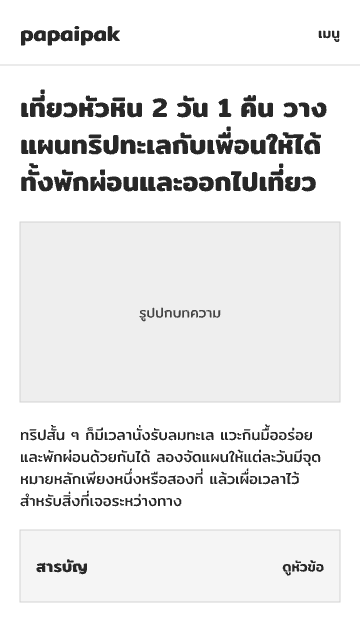 papaipak
เมนู
เที่ยวหัวหิน 2 วัน 1 คืน วาง
แผนทริปทะเลกับเพื่อนให้ได้
ทั้งพักผ่อนและออกไปเที่ยว
รูปปกบทความ
ทริปสั้น ๆ ก็มีเวลานั่งรับลมทะเล แวะกินมื้ออร่อย
และพักผ่อนด้วยกันได้ ลองจัดแผนให้แต่ละวันมีจุด
หมายหลักเพียงหนึ่งหรือสองที่ แล้วเผื่อเวลาไว้
สำหรับสิ่งที่เจอระหว่างทาง
สารบัญ
ดูหัวข้อ